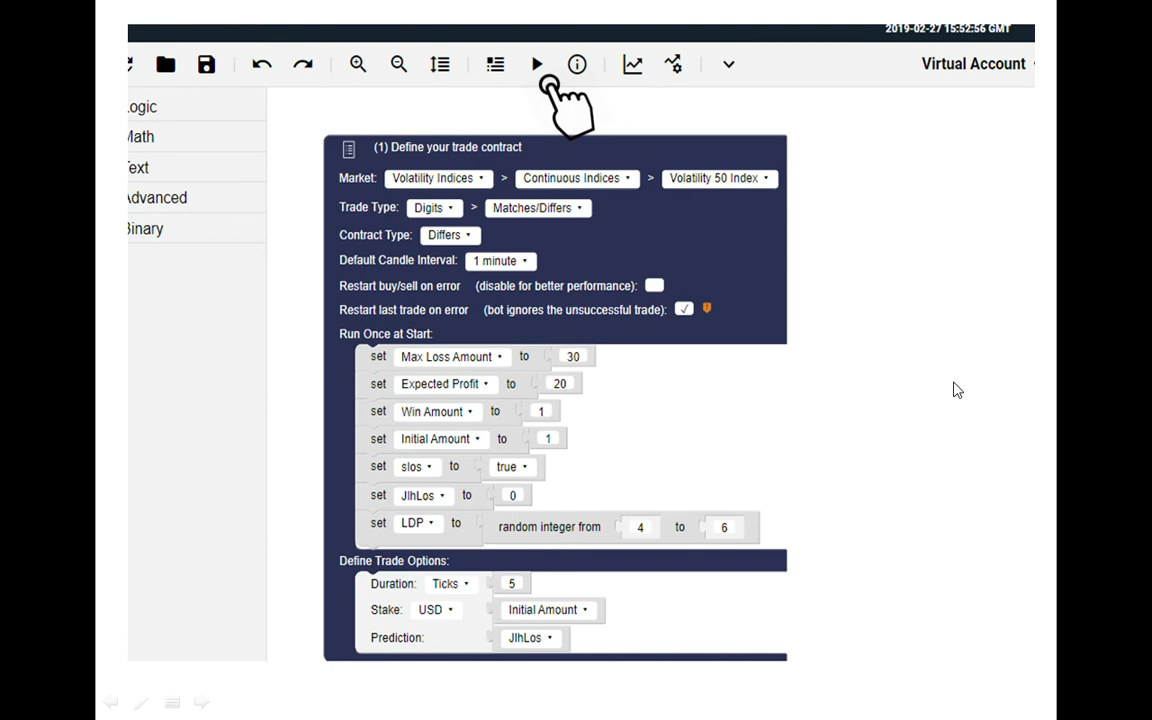 2019-02-27 15:52:56 GMT
Virtual Account
Logic
Math
Text
Advanced
Binary
(1) Define your trade contract
Market: Volatility Indices > Continuous Indices > Volatility 50 Index
Trade Type: Digits > Matches/Differs
Contract Type: Differs
Default Candle Interval: 1 minute
Restart buy/sell on error (disable for better performance):
Restart last trade on error (bot ignores the unsuccessful trade): ✓
Run Once at Start:
set Max Loss Amount to 30
set Expected Profit to 20
set Win Amount to 1
set Initial Amount to 1
set slos to true
set JlhLos to 0
set LDP to random integer from 4 to 6
Define Trade Options:
Duration: Ticks 5
Stake: USD Initial Amount
Prediction: JlhLos